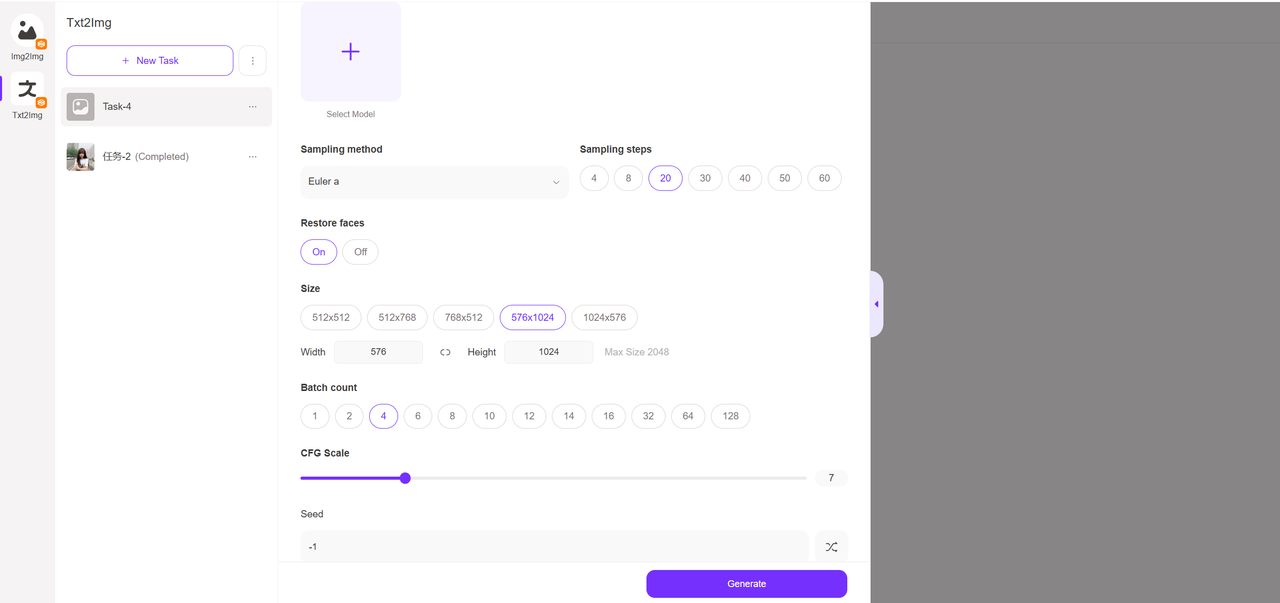 Img2Img
Txt2Img
Txt2Img
+ New Task
Task-4
任务-2 (Completed)
Select Model
Sampling method
Euler a
Sampling steps
4 8 20 30 40 50 60
Restore faces
On Off
Size
512x512 512x768 768x512 576x1024 1024x576
Width 576 Height 1024 Max Size 2048
Batch count
1 2 4 6 8 10 12 14 16 32 64 128
CFG Scale
7
Seed
-1
Generate